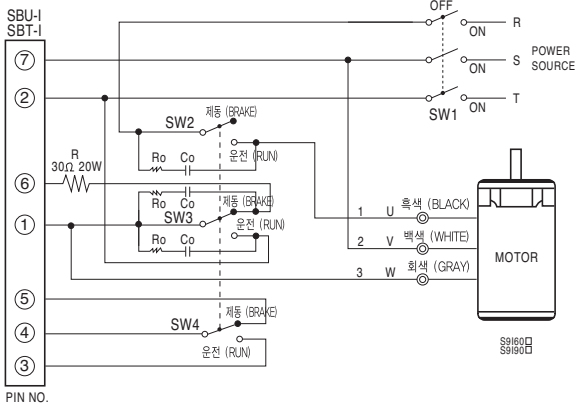 SBU-I
SBT-I
OFF
ON
R
7
ON
S
POWER
SOURCE
2
SW1
ON
T
제동 (BRAKE)
SW2
운전 (RUN)
Ro Co
R
30Ω 20W
6
Ro Co
제동 (BRAKE)
SW3
운전 (RUN)
1
Ro Co
1 U 흑색 (BLACK)
2 V 백색 (WHITE)
3 W 회색 (GRAY)
MOTOR
5
제동 (BRAKE)
SW4
4
운전 (RUN)
3
S9I60□
S9I90□
PIN NO.